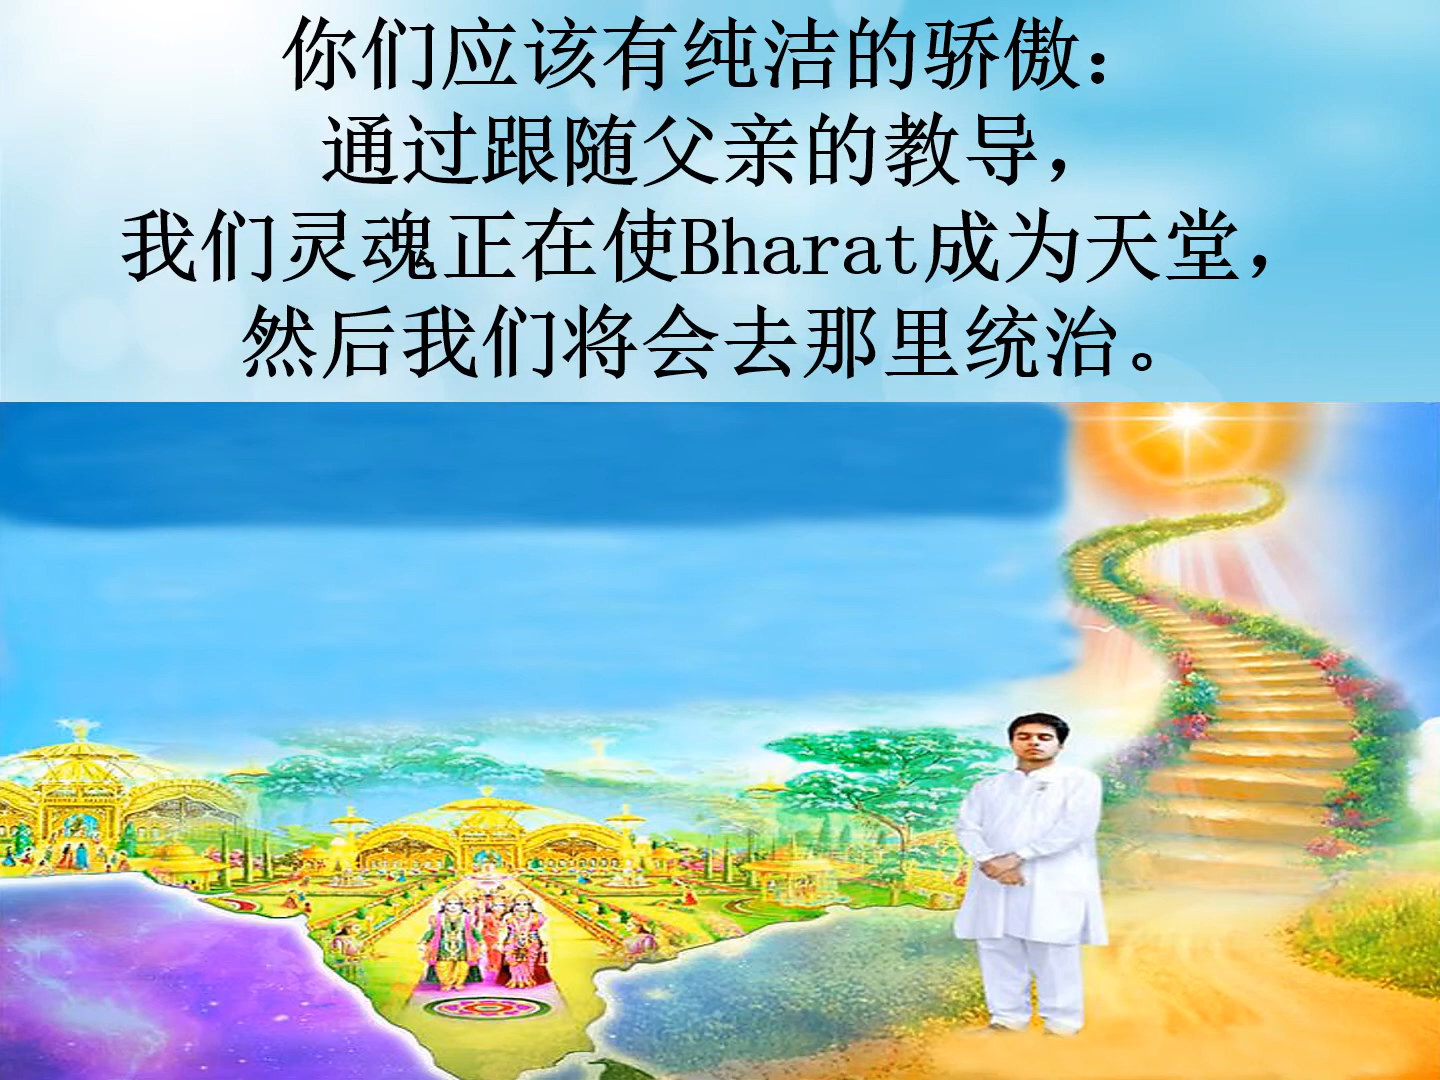 你们应该有纯洁的骄傲：
通过跟随父亲的教导，
我们灵魂正在使Bharat成为天堂，
然后我们将会去那里统治。